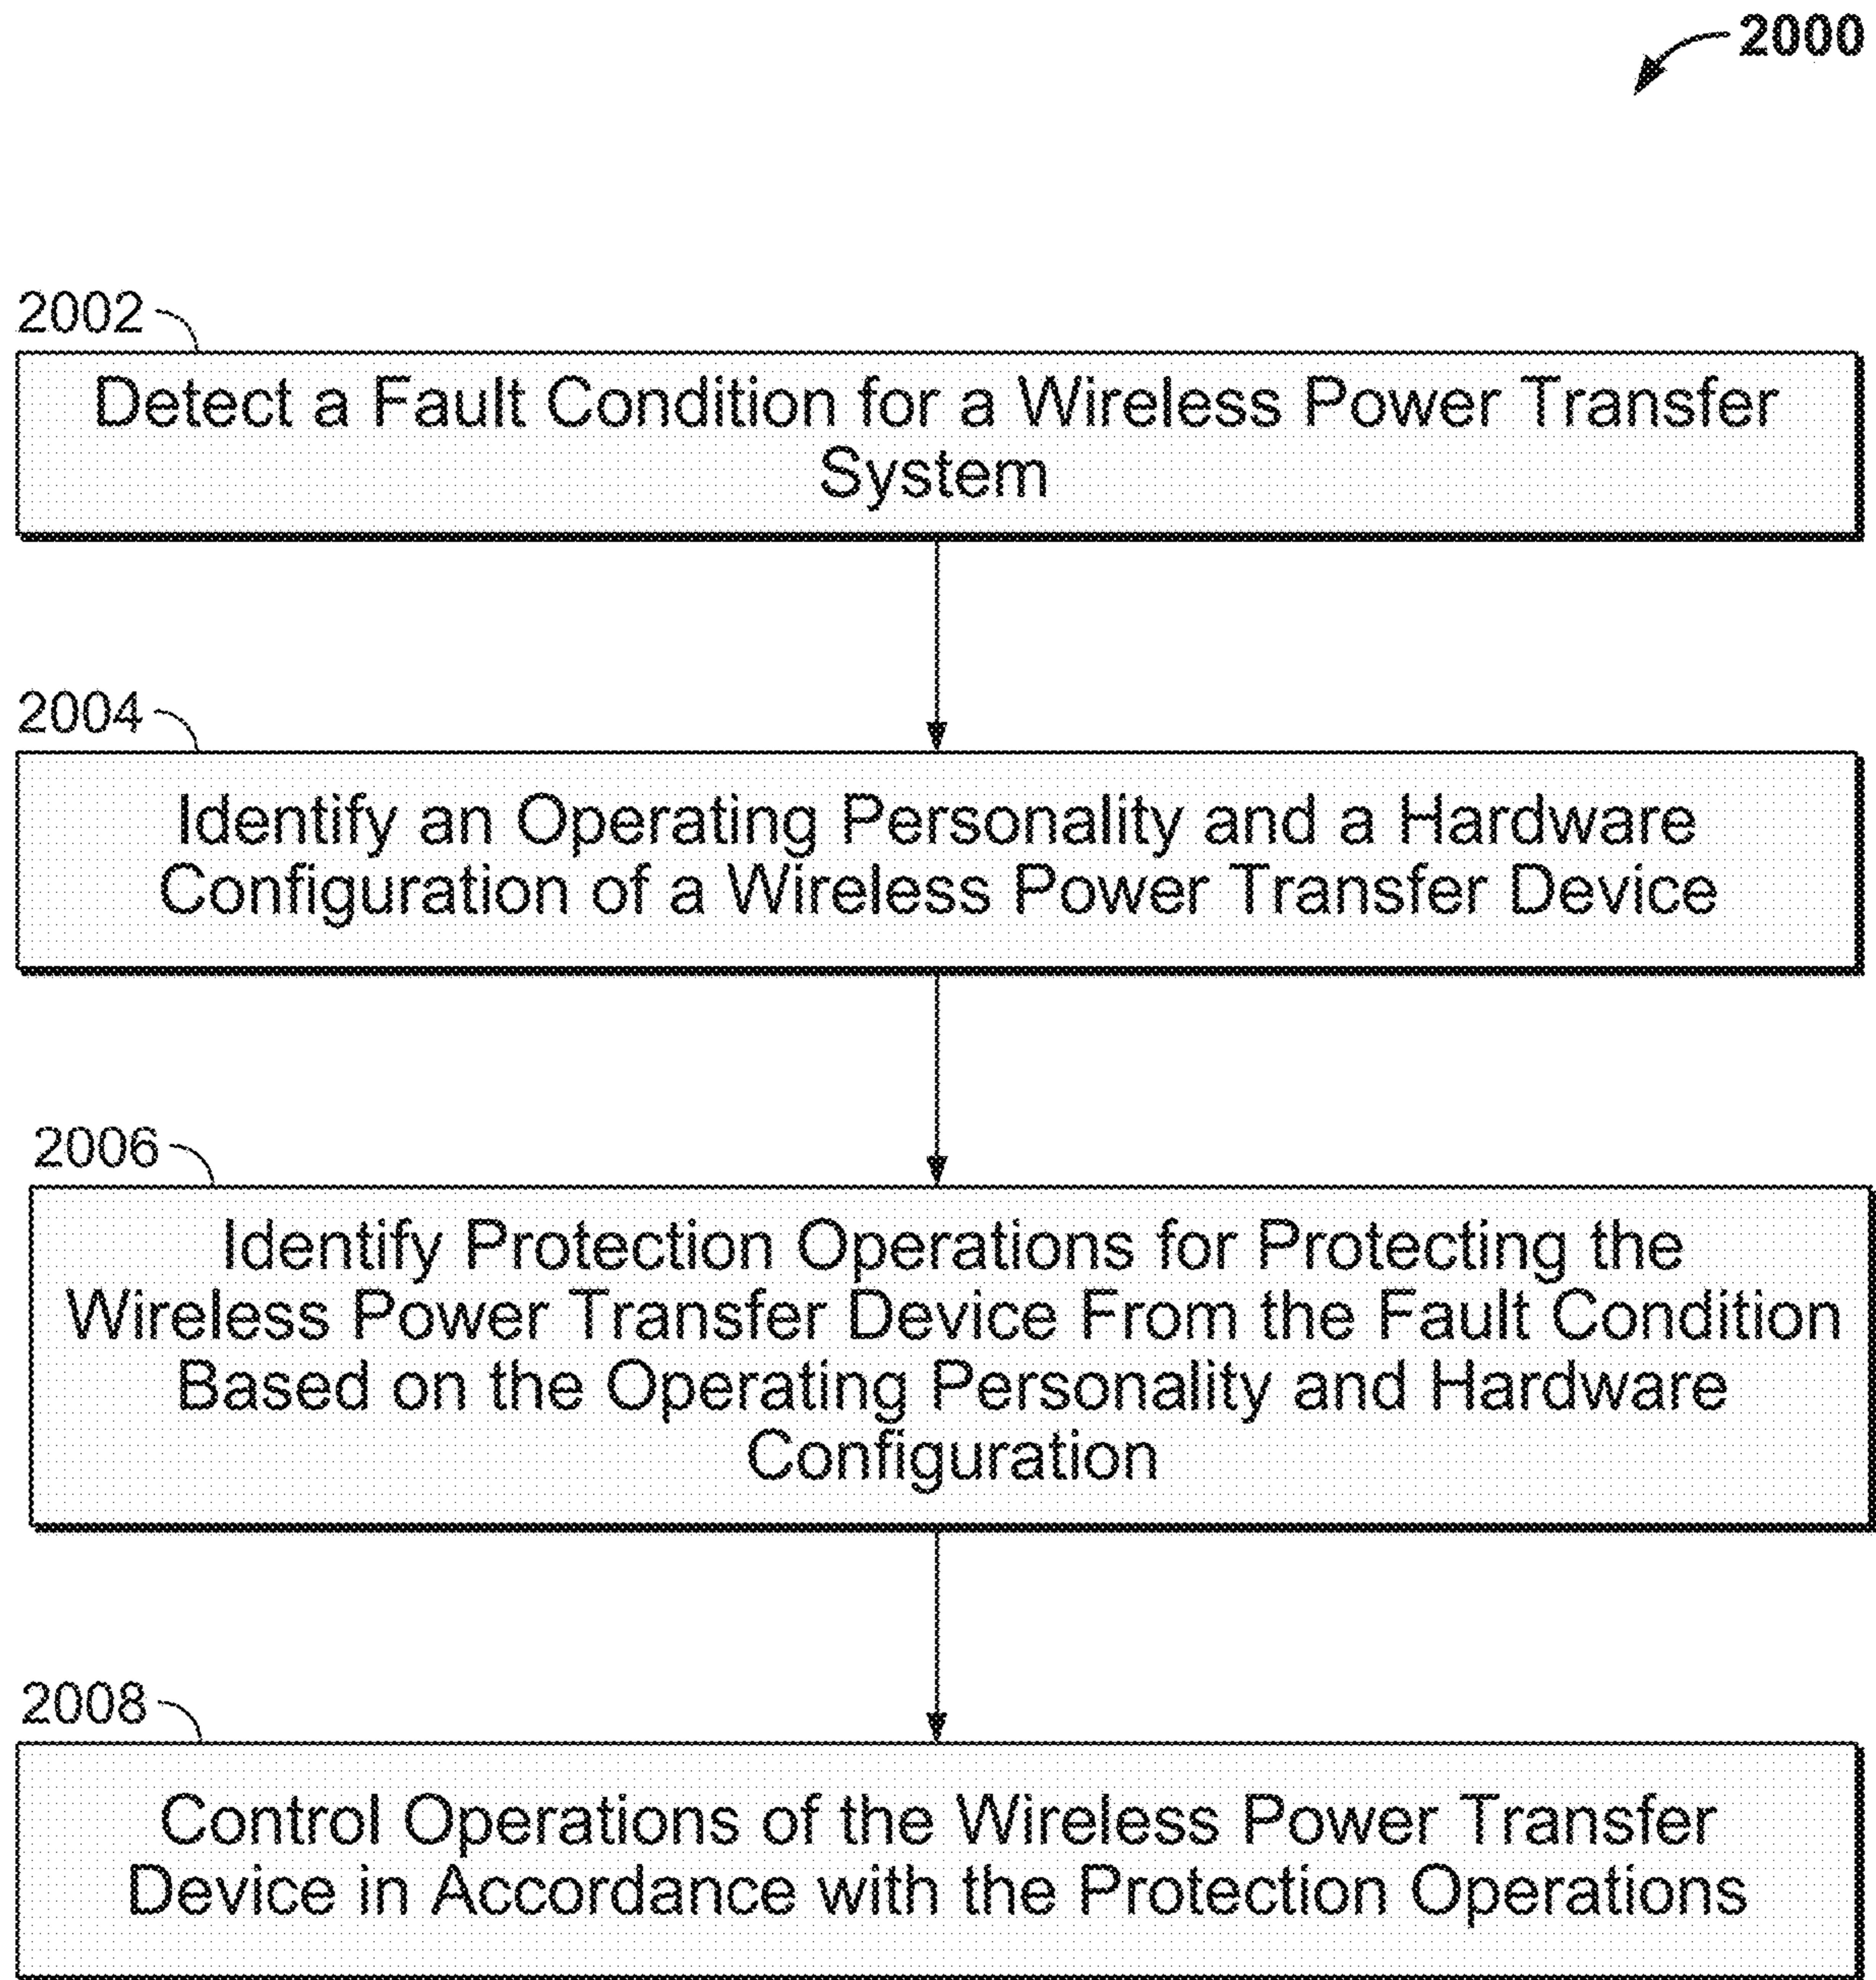 2000
2002
Detect a Fault Condition for a Wireless Power Transfer
System
2004
Identify an Operating Personality and a Hardware
Configuration of a Wireless Power Transfer Device
2006
Identify Protection Operations for Protecting the
Wireless Power Transfer Device From the Fault Condition
Based on the Operating Personality and Hardware
Configuration
2008
Control Operations of the Wireless Power Transfer
Device in Accordance with the Protection Operations